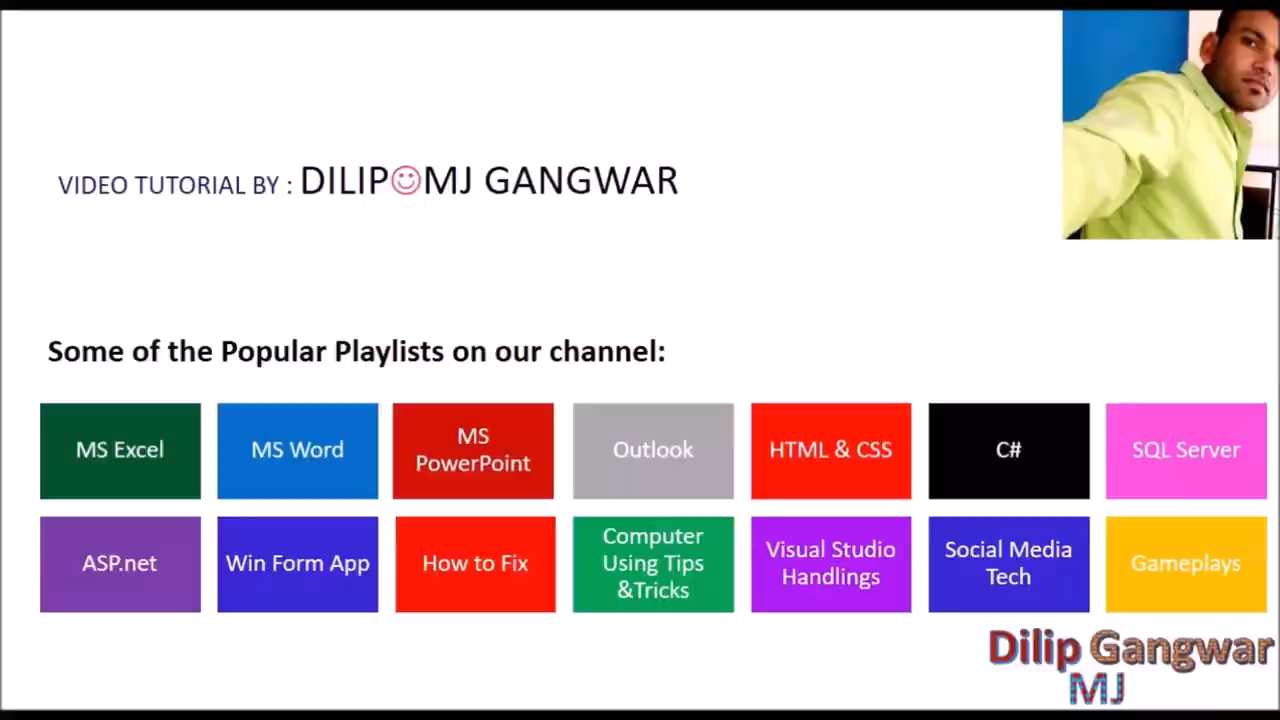 VIDEO TUTORIAL BY : DILIP☺MJ GANGWAR
Some of the Popular Playlists on our channel:
MS Excel
MS Word
MS
PowerPoint
Outlook
HTML & CSS
C#
SQL Server
ASP.net
Win Form App
How to Fix
Computer
Using Tips
&Tricks
Visual Studio
Handlings
Social Media
Tech
Gameplays
Dilip Gangwar
MJ